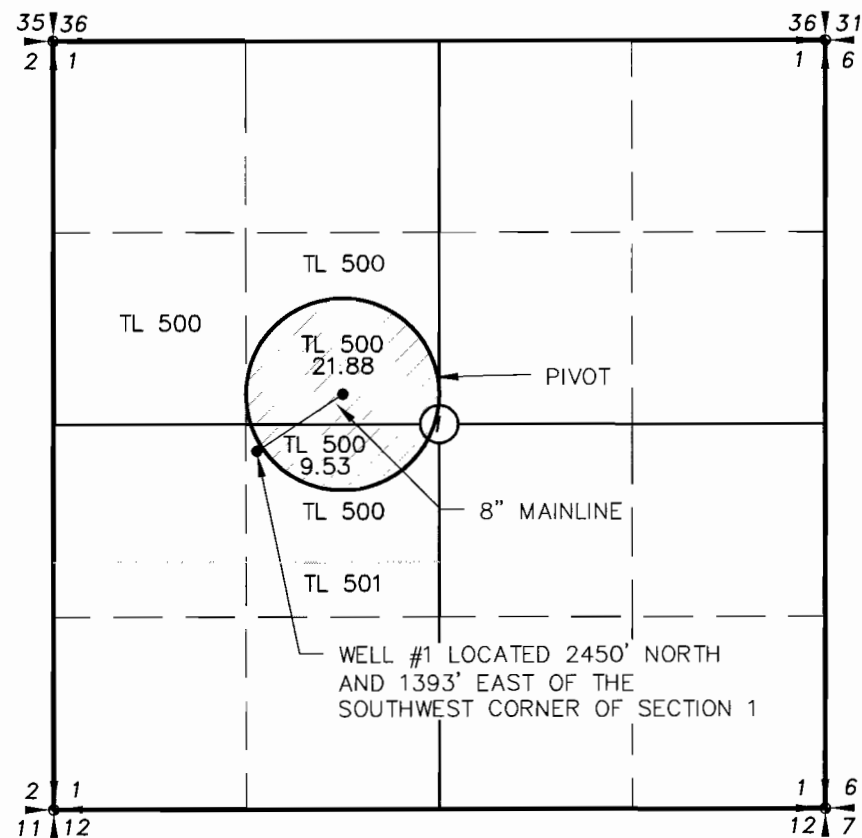 35 36
36 31
2 1
1 6
TL 500
TL 500
TL 500
21.88
PIVOT
1
TL 500
9.53
TL 500
8" MAINLINE
TL 501
WELL #1 LOCATED 2450' NORTH
AND 1393' EAST OF THE
SOUTHWEST CORNER OF SECTION 1
2 1
1 6
11 12
12 7